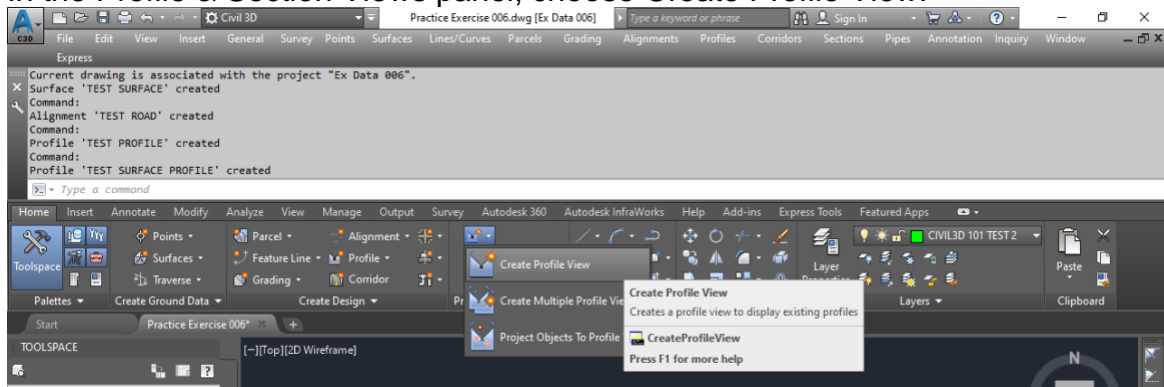 in the Profile & Section Views panel, choose Create Profile View.
Civil 3D Practice Exercise 006.dwg [Ex Data 006] Type a keyword or phrase Sign In
C3D File Edit View Insert General Survey Points Surfaces Lines/Curves Parcels Grading Alignments Profiles Corridors Sections Pipes Annotation Inquiry Window
Express
Current drawing is associated with the project "Ex Data 006".
Surface 'TEST SURFACE' created
Command:
Alignment 'TEST ROAD' created
Command:
Profile 'TEST PROFILE' created
Command:
Profile 'TEST SURFACE PROFILE' created
Type a command
Home Insert Annotate Modify Analyze View Manage Output Survey Autodesk 360 Autodesk InfraWorks Help Add-ins Express Tools Featured Apps
Points Parcel Alignment CIVIL3D 101 TEST 2
Surfaces Feature Line Profile Create Profile View
Toolspace Layer Paste
Traverse Grading Corridor
Palettes Create Ground Data Create Design Create Multiple Profile Layers Clipboard
Create Profile View
Creates a profile view to display existing profiles
Start Practice Exercise 006* Project Objects To Profile
CreateProfileView
TOOLSPACE [-][Top][2D Wireframe]
Press F1 for more help
N